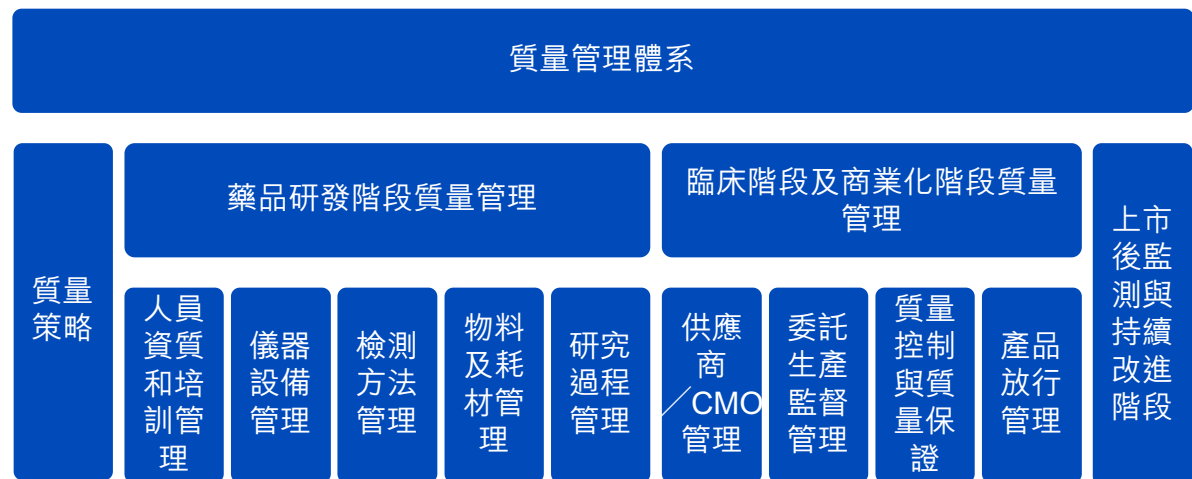 質量管理體系
質量
策略
藥品研發階段質量管理
臨床階段及商業化階段質量
管理
上市
後監
測與
持續
改進
階段
人員
資質
和培
訓管
理
儀器
設備
管理
檢測
方法
管理
物料
及耗
材管
理
研究
過程
管理
供應
商
／CMO
管理
委託
生產
監督
管理
質量
控制
與質
量保
證
產品
放行
管理